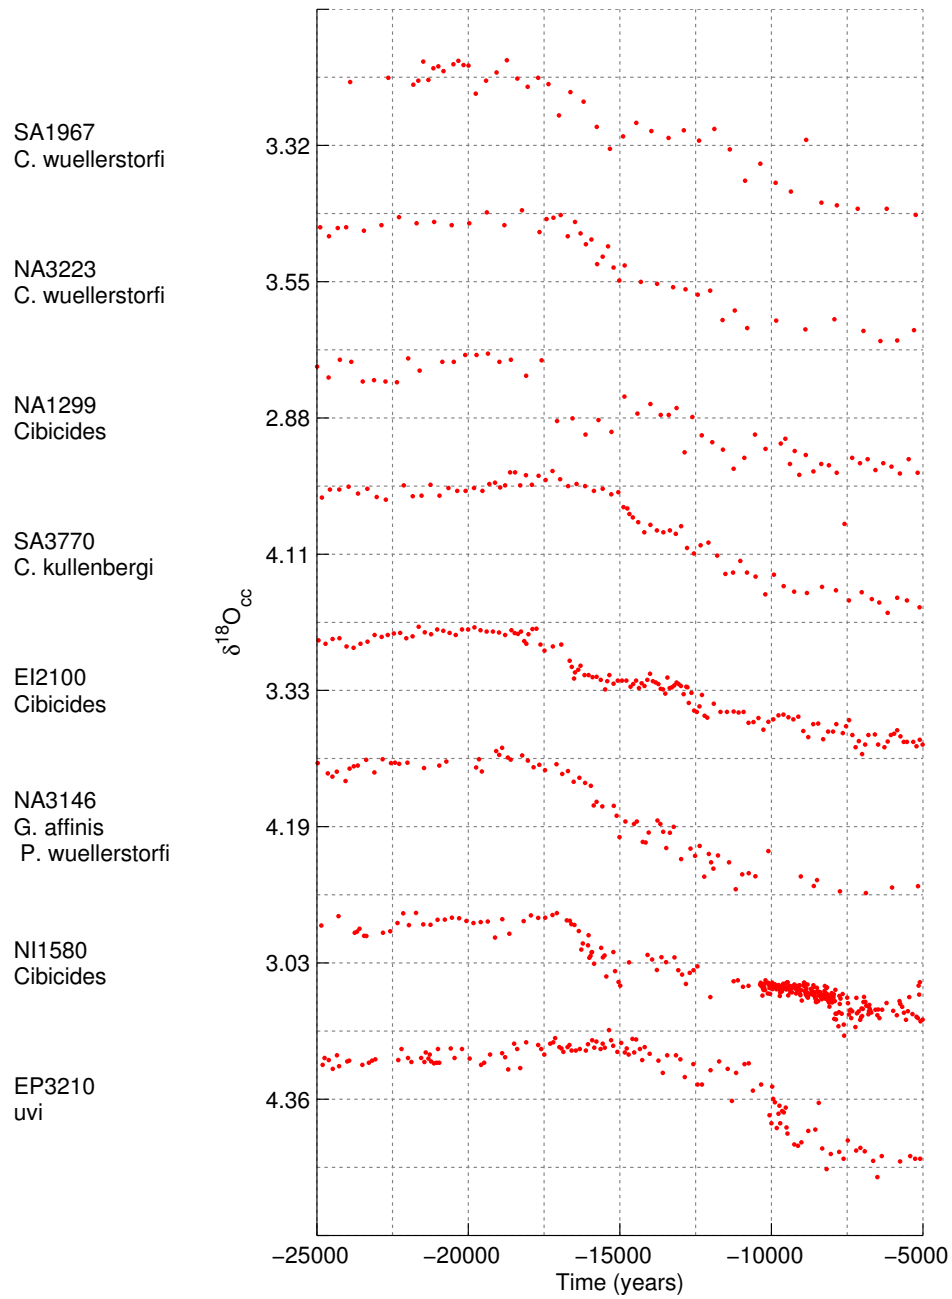 SA1967
C. wuellerstorfi
3.32
NA3223
C. wuellerstorfi
3.55
NA1299
Cibicides
2.88
SA3770
C. kullenbergi
4.11
δ¹⁸O꜀꜀
EI2100
Cibicides
3.33
NA3146
G. affinis
P. wuellerstorfi
4.19
NI1580
Cibicides
3.03
EP3210
uvi
4.36
−25000 −20000 −15000 −10000 −5000
Time (years)